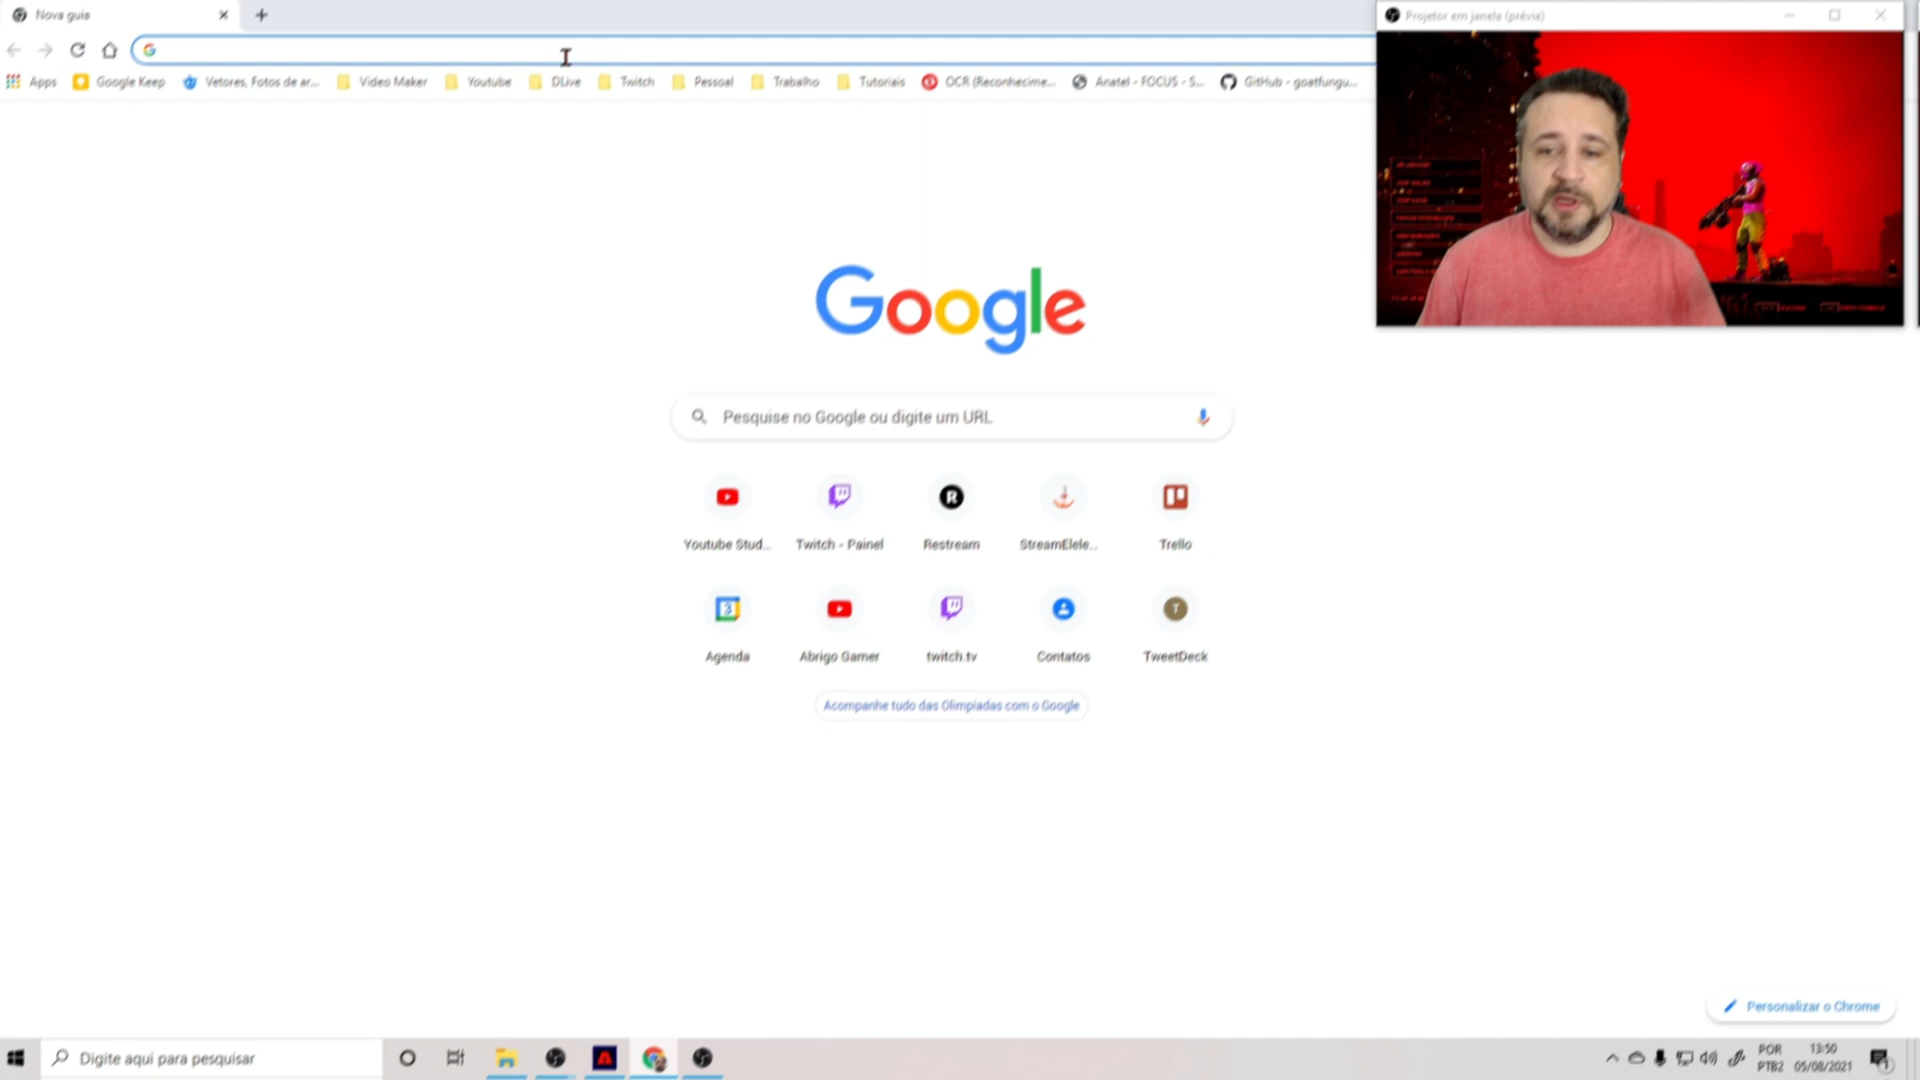 Nova guia
Projetor em janela (prévia)
Apps
Google Keep
Vetores, Fotos de ar...
Video Maker
Youtube
DLive
Twitch
Pessoal
Trabalho
Tutoriais
OCR (Reconhecime...
Anatel - FOCUS - S...
GitHub - goatfungu...
Google
Pesquise no Google ou digite um URL
Youtube Stud...
Twitch - Painel
Restream
StreamElele...
Trello
Agenda
Abrigo Gamer
twitch.tv
Contatos
TweetDeck
Acompanhe tudo das Olimpíadas com o Google
Personalizar o Chrome
Digite aqui para pesquisar
POR
PTB2
13:50
05/08/2021